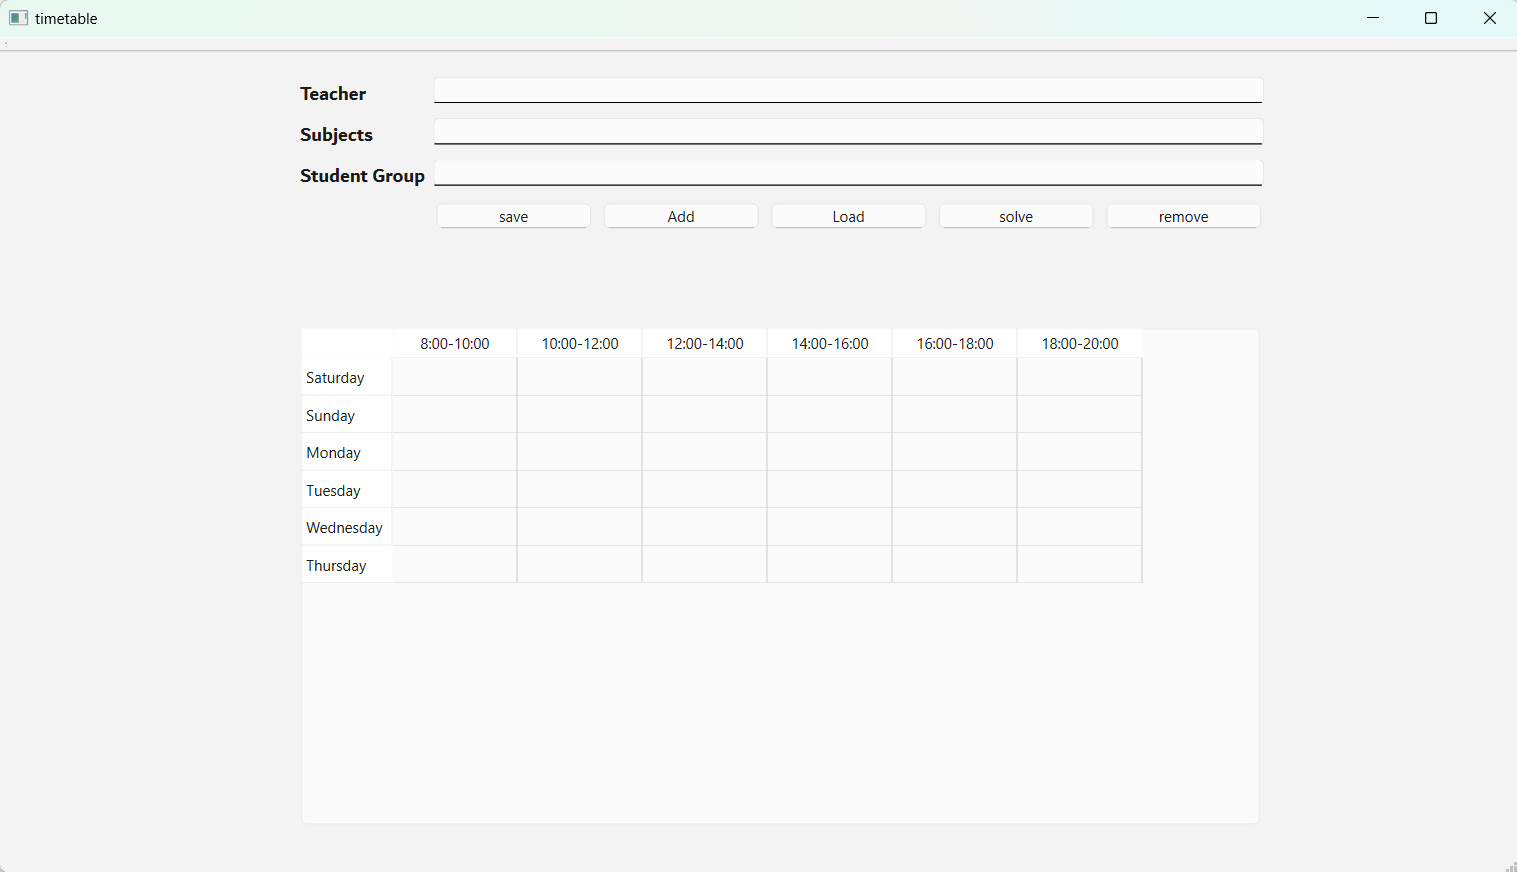 timetable
Teacher
Subjects
Student Group
save Add Load solve remove
8:00-10:00 10:00-12:00 12:00-14:00 14:00-16:00 16:00-18:00 18:00-20:00
Saturday
Sunday
Monday
Tuesday
Wednesday
Thursday